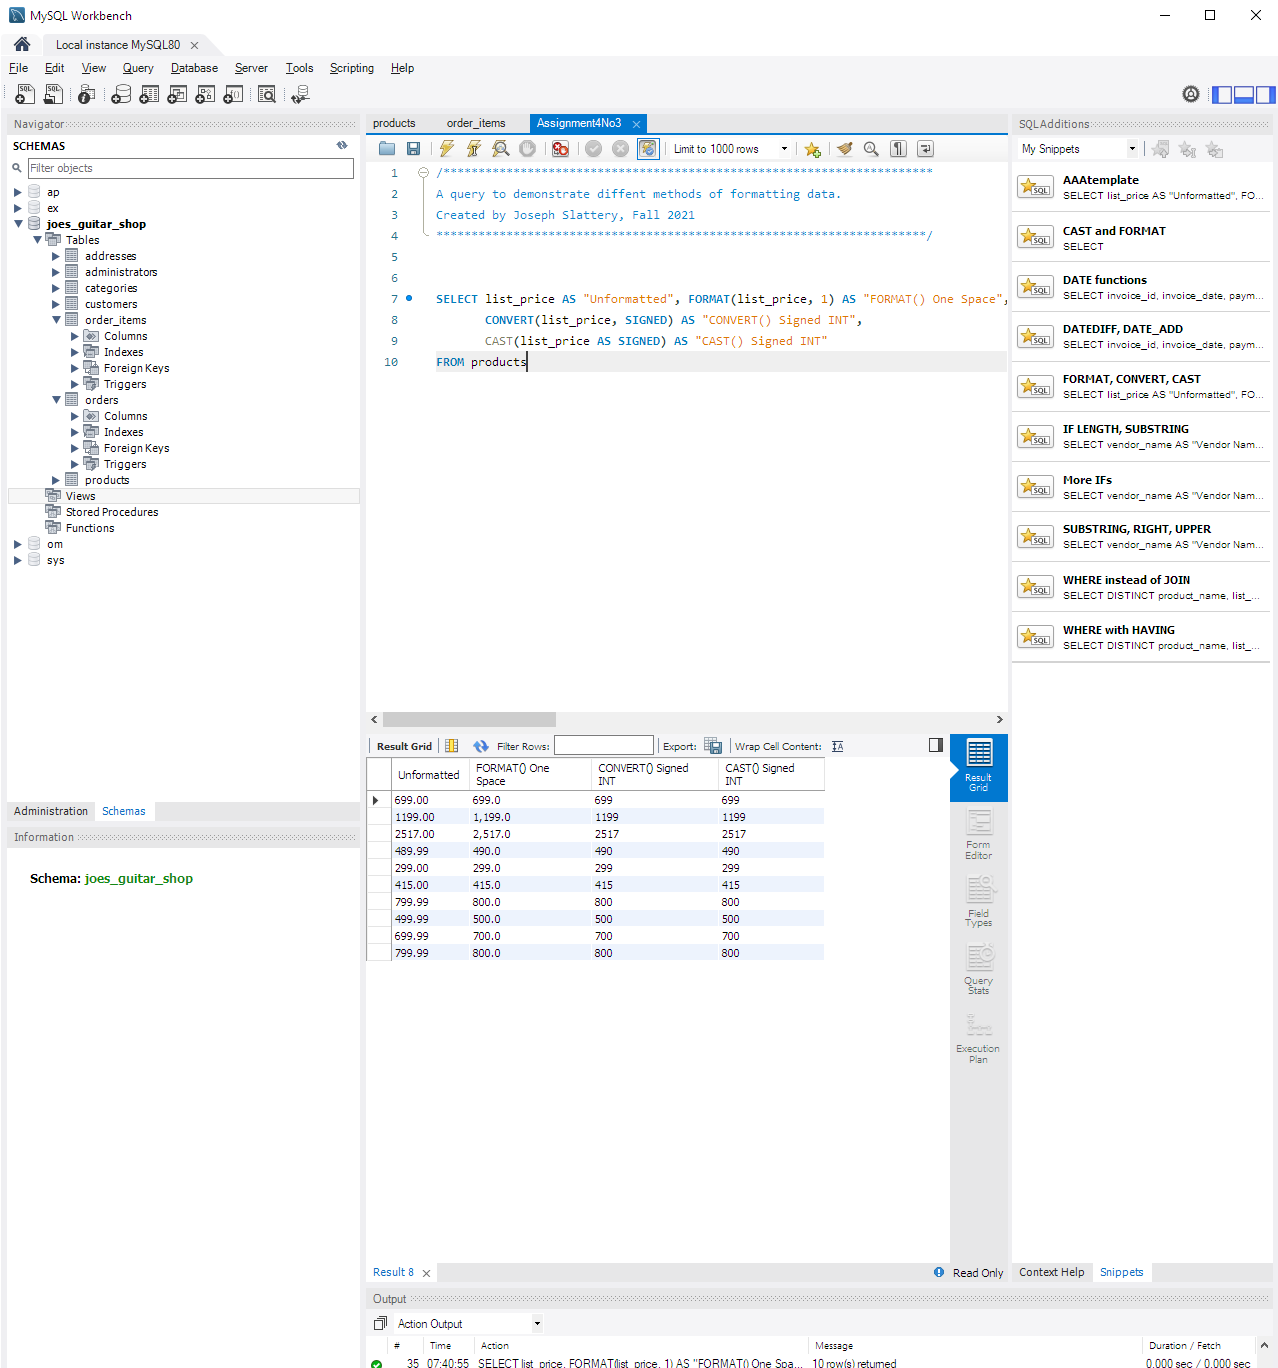 MySQL Workbench
Local instance MySQL80
File Edit View Query Database Server Tools Scripting Help
Navigator
SCHEMAS
Filter objects
ap
ex
joes_guitar_shop
Tables
addresses
administrators
categories
customers
order_items
Columns
Indexes
Foreign Keys
Triggers
orders
Columns
Indexes
Foreign Keys
Triggers
products
Views
Stored Procedures
Functions
om
sys
Administration Schemas
Information
Schema: joes_guitar_shop
products order_items Assignment4No3
Limit to 1000 rows
1 /**********************************************************************
2 A query to demonstrate diffent methods of formatting data.
3 Created by Joseph Slattery, Fall 2021
4 **********************************************************************/
5
6
7 SELECT list_price AS "Unformatted", FORMAT(list_price, 1) AS "FORMAT() One Space",
8 CONVERT(list_price, SIGNED) AS "CONVERT() Signed INT",
9 CAST(list_price AS SIGNED) AS "CAST() Signed INT"
10 FROM products
Result Grid Filter Rows: Export: Wrap Cell Content:
Unformatted FORMAT() One Space CONVERT() Signed INT CAST() Signed INT
699.00 699.0 699 699
1199.00 1,199.0 1199 1199
2517.00 2,517.0 2517 2517
489.99 490.0 490 490
299.00 299.0 299 299
415.00 415.0 415 415
799.99 800.0 800 800
499.99 500.0 500 500
699.99 700.0 700 700
799.99 800.0 800 800
Result Grid
Form Editor
Field Types
Query Stats
Execution Plan
Result 8 Read Only
Output
Action Output
# Time Action Message Duration / Fetch
35 07:40:55 SELECT list_price, FORMAT(list_price, 1) AS "FORMAT() One Spa... 10 row(s) returned 0.000 sec / 0.000 sec
SQLAdditions
My Snippets
AAAtemplate
SELECT list_price AS "Unformatted", FO...
CAST and FORMAT
SELECT
DATE functions
SELECT invoice_id, invoice_date, paym...
DATEDIFF, DATE_ADD
SELECT invoice_id, invoice_date, paym...
FORMAT, CONVERT, CAST
SELECT list_price AS "Unformatted", FO...
IF LENGTH, SUBSTRING
SELECT vendor_name AS "Vendor Nam...
More IFs
SELECT vendor_name AS "Vendor Nam...
SUBSTRING, RIGHT, UPPER
SELECT vendor_name AS "Vendor Nam...
WHERE instead of JOIN
SELECT DISTINCT product_name, list_...
WHERE with HAVING
SELECT DISTINCT product_name, list_...
Context Help Snippets